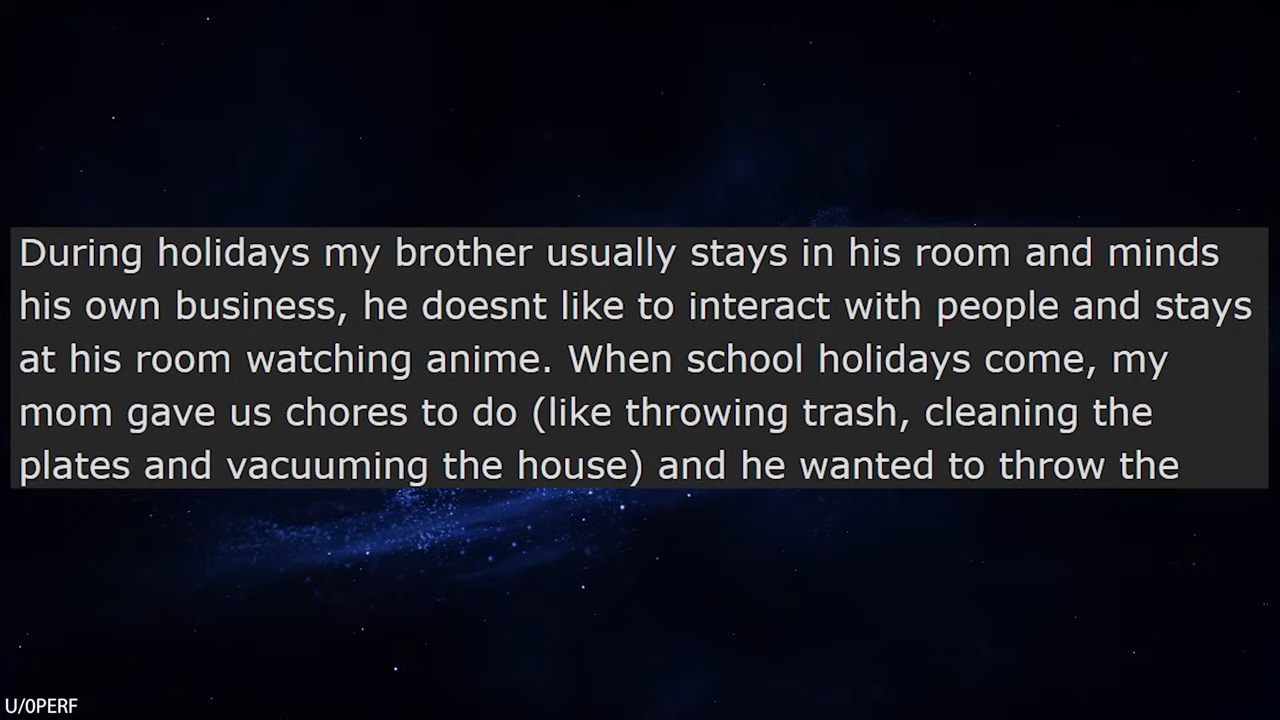 During holidays my brother usually stays in his room and minds
his own business, he doesnt like to interact with people and stays
at his room watching anime. When school holidays come, my
mom gave us chores to do (like throwing trash, cleaning the
plates and vacuuming the house) and he wanted to throw the
U/0PERF